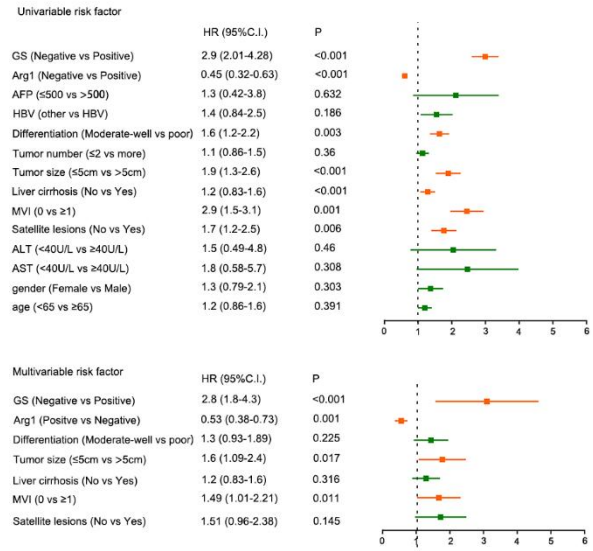 Univariable risk factor
HR (95%C.I.) P
GS (Negative vs Positive) 2.9 (2.01-4.28) <0.001
Arg1 (Negative vs Positive) 0.45 (0.32-0.63) <0.001
AFP (≤500 vs >500) 1.3 (0.42-3.8) 0.632
HBV (other vs HBV) 1.4 (0.84-2.5) 0.186
Differentiation (Moderate-well vs poor) 1.6 (1.2-2.2) 0.003
Tumor number (≤2 vs more) 1.1 (0.86-1.5) 0.36
Tumor size (≤5cm vs >5cm) 1.9 (1.3-2.6) <0.001
Liver cirrhosis (No vs Yes) 1.2 (0.83-1.6) <0.001
MVI (0 vs ≥1) 2.9 (1.5-3.1) 0.001
Satellite lesions (No vs Yes) 1.7 (1.2-2.5) 0.006
ALT (<40U/L vs ≥40U/L) 1.5 (0.49-4.8) 0.46
AST (<40U/L vs ≥40U/L) 1.8 (0.58-5.7) 0.308
gender (Female vs Male) 1.3 (0.79-2.1) 0.303
age (<65 vs ≥65) 1.2 (0.86-1.6) 0.391
0 1 2 3 4 5 6
Multivariable risk factor
HR (95%C.I.) P
GS (Negative vs Positive) 2.8 (1.8-4.3) <0.001
Arg1 (Positve vs Negative) 0.53 (0.38-0.73) 0.001
Differentiation (Moderate-well vs poor) 1.3 (0.93-1.89) 0.225
Tumor size (≤5cm vs >5cm) 1.6 (1.09-2.4) 0.017
Liver cirrhosis (No vs Yes) 1.2 (0.83-1.6) 0.316
MVI (0 vs ≥1) 1.49 (1.01-2.21) 0.011
Satellite lesions (No vs Yes) 1.51 (0.96-2.38) 0.145
0 1 2 3 4 5 6